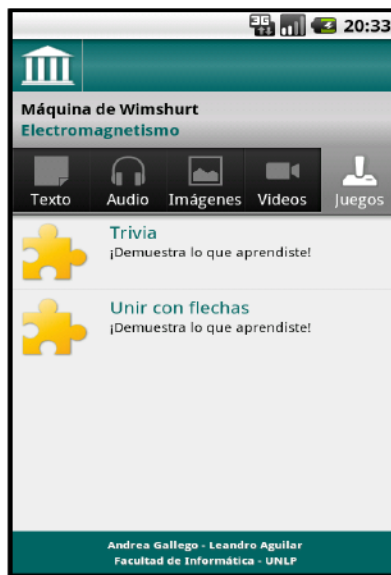 3G 20:33
Máquina de Wimshurt
Electromagnetismo
Texto Audio Imágenes Videos Juegos
Trivia
¡Demuestra lo que aprendiste!
Unir con flechas
¡Demuestra lo que aprendiste!
Andrea Gallego - Leandro Aguilar
Facultad de Informática - UNLP